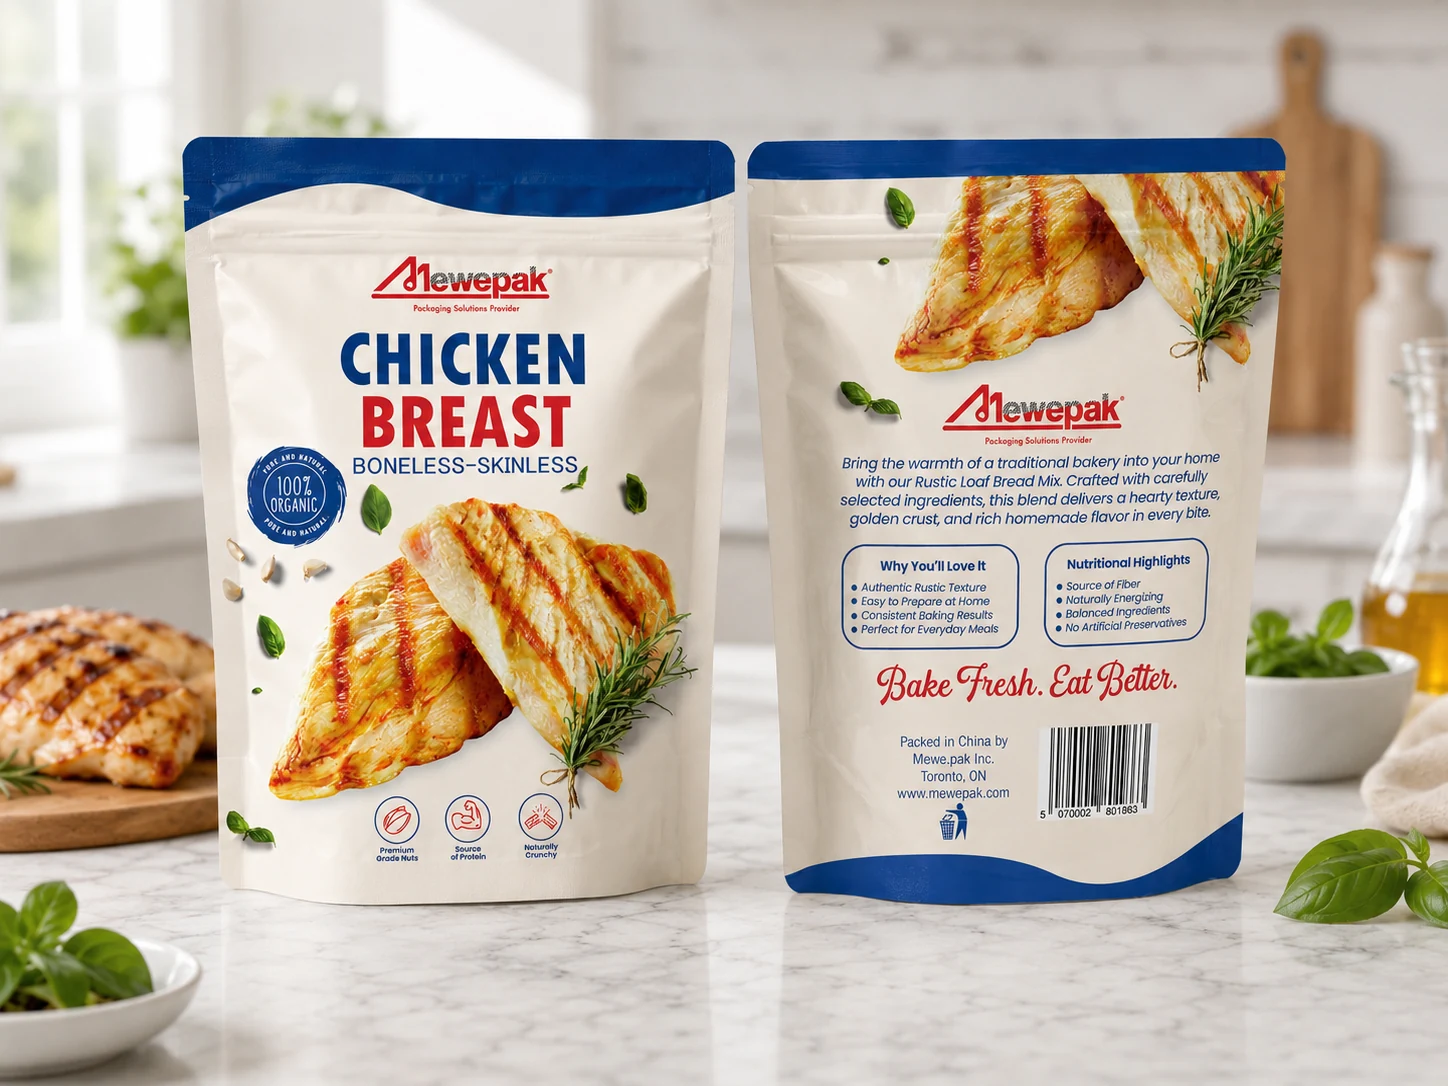 Mewepak®
Packaging Solutions Provider
CHICKEN
BREAST
BONELESS-SKINLESS
PURE AND NATURAL
100%
ORGANIC
PURE AND NATURAL
Premium
Grade Nuts
Source
of Protein
Naturally
Crunchy
Mewepak®
Packaging Solutions Provider
Bring the warmth of a traditional bakery into your home
with our Rustic Loaf Bread Mix. Crafted with carefully
selected ingredients, this blend delivers a hearty texture,
golden crust, and rich homemade flavor in every bite.
Why You'll Love It
• Authentic Rustic Texture
• Easy to Prepare at Home
• Consistent Baking Results
• Perfect for Everyday Meals
Nutritional Highlights
• Source of Fiber
• Naturally Energizing
• Balanced Ingredients
• No Artificial Preservatives
Bake Fresh. Eat Better.
Packed in China by
Mewe.pak Inc.
Toronto, ON
www.mewepak.com
5 070002 801863